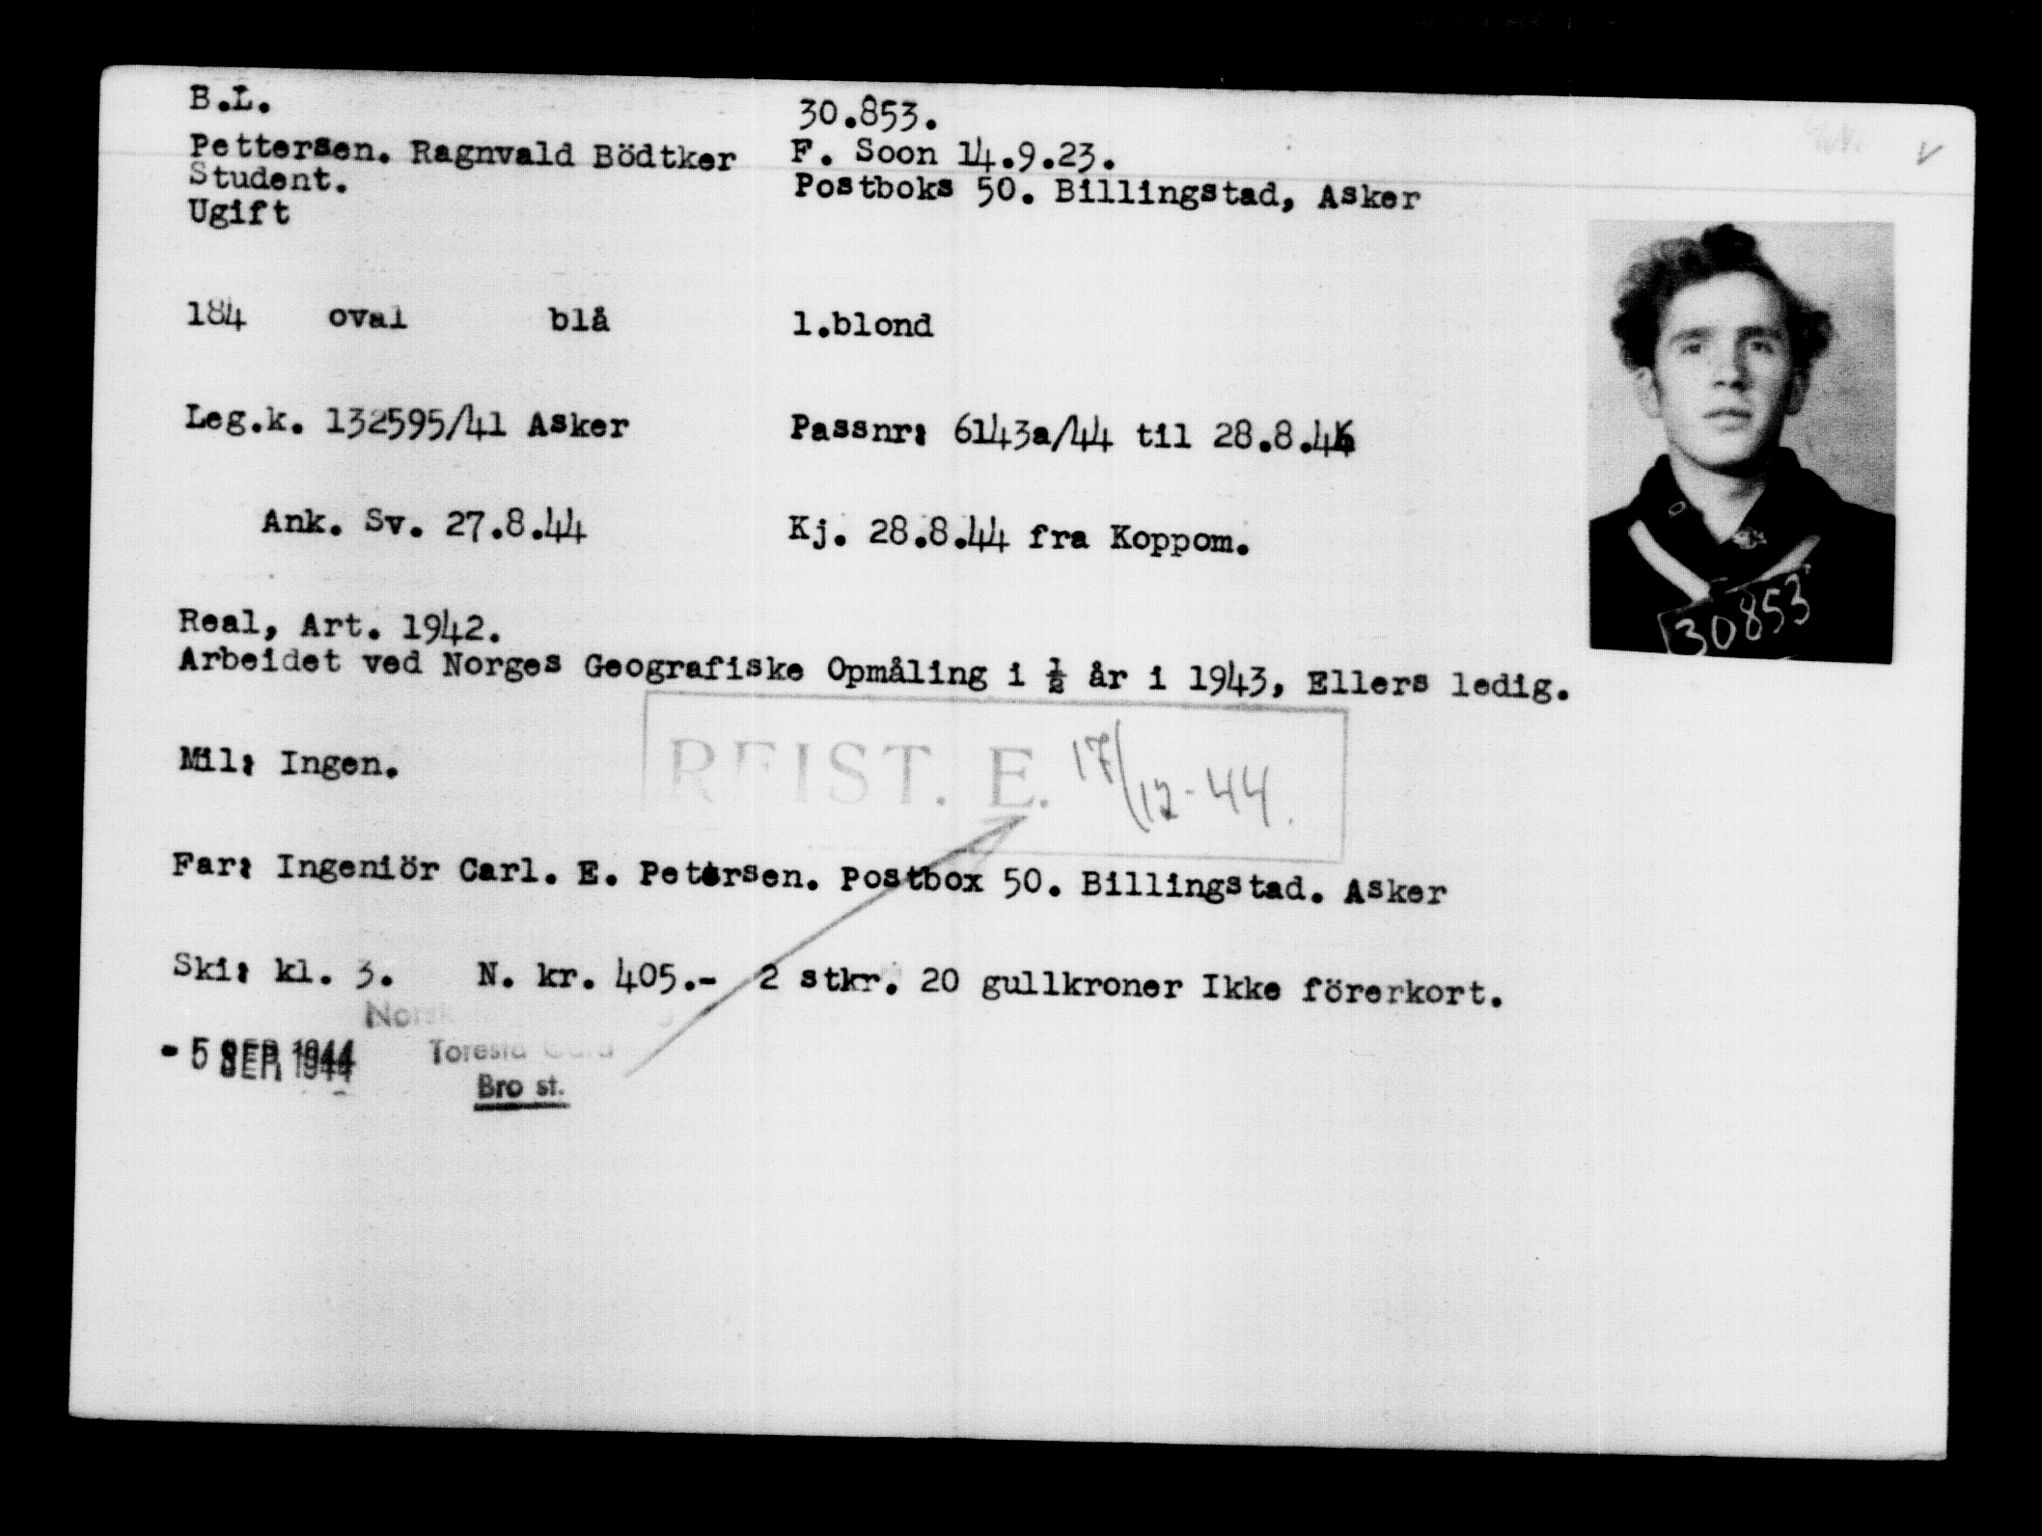 B.L. 30.853.
Pettersen. Ragnvald Bödtker F. Soon 14.9.23.
Student. Postboks 50. Billingstad, Asker
Ugift
184 oval blå l.blond
Leg.k. 132595/41 Asker Passnr: 6143a/44 til 28.8.44
Ank. Sv. 27.8.44 Kj. 28.8.44 fra Koppom.
30853
Real, Art. 1942.
Arbeidet ved Norges Geografiske Opmåling i ½ år i 1943, Ellers ledig.
REIST. E. 17/12-44.
Mil: Ingen.
Far: Ingeniör Carl. E. Petersen. Postbox 50. Billingstad. Asker
Ski: kl. 3. N. kr. 405.- 2 stkr. 20 gullkroner Ikke förerkort.
Norsk
- 5 SEP. 1944 Toresta
Bro st.